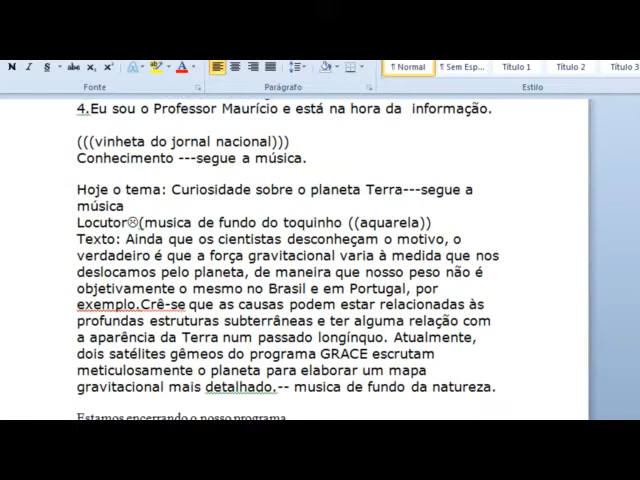 N I S abc X₂ X² A ab A
¶ Normal ¶ Sem Esp... Título 1 Título 2 Título 3
Fonte Parágrafo Estilo
4.Eu sou o Professor Maurício e está na hora da informação.
(((vinheta do jornal nacional)))
Conhecimento ---segue a música.
Hoje o tema: Curiosidade sobre o planeta Terra---segue a
música
Locutor☹(musica de fundo do toquinho ((aquarela))
Texto: Ainda que os cientistas desconheçam o motivo, o
verdadeiro é que a força gravitacional varia à medida que nos
deslocamos pelo planeta, de maneira que nosso peso não é
objetivamente o mesmo no Brasil e em Portugal, por
exemplo.Crê-se que as causas podem estar relacionadas às
profundas estruturas subterrâneas e ter alguma relação com
a aparência da Terra num passado longínquo. Atualmente,
dois satélites gêmeos do programa GRACE escrutam
meticulosamente o planeta para elaborar um mapa
gravitacional mais detalhado.-- musica de fundo da natureza.
Estamos encerrando o nosso programa